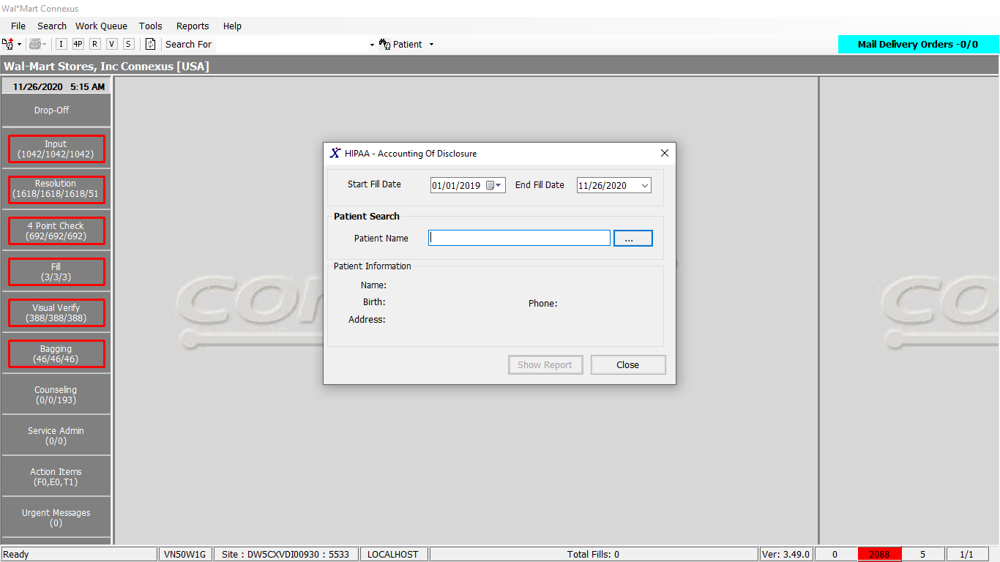 Wal*Mart Connexus
File Search Work Queue Tools Reports Help
I 4P R V S Search For Patient Mail Delivery Orders -0/0
Wal-Mart Stores, Inc Connexus [USA]
11/26/2020 5:15 AM
Drop-Off
Input
(1042/1042/1042)
Resolution
(1618/1618/1618/51
4 Point Check
(692/692/692)
Fill
(3/3/3)
Visual Verify
(388/388/388)
Bagging
(46/46/46)
Counseling
(0/0/193)
Service Admin
(0/0)
Action Items
(F0,E0,T1)
Urgent Messages
(0)
HIPAA - Accounting Of Disclosure
Start Fill Date 01/01/2019 End Fill Date 11/26/2020
Patient Search
Patient Name ...
Patient Information
Name:
Birth:
Phone:
Address:
Show Report Close
CON
CO
Ready VN50W1G Site : DW5CXVDI00930 : 5533 LOCALHOST Total Fills: 0 Ver: 3.49.0 0 2088 5 1/1